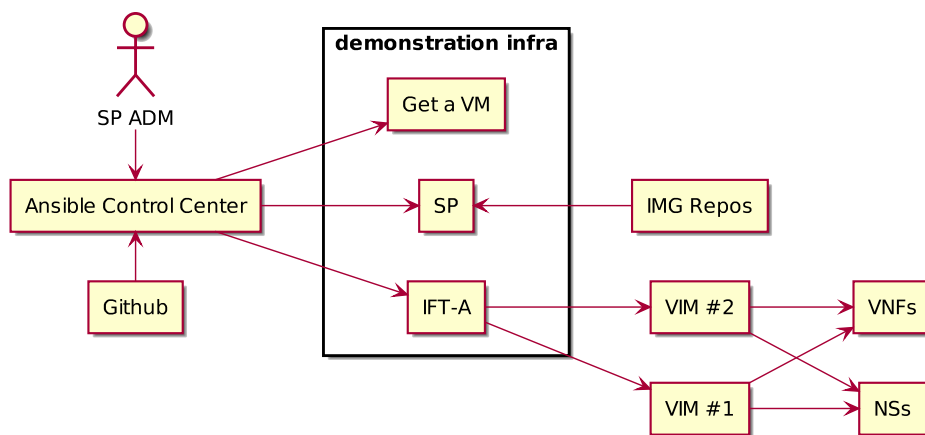 demonstration infra
Get a VM
SP ADM
Ansible Control Center
SP
IMG Repos
Github
IFT-A
VIM #2
VNFs
VIM #1
NSs